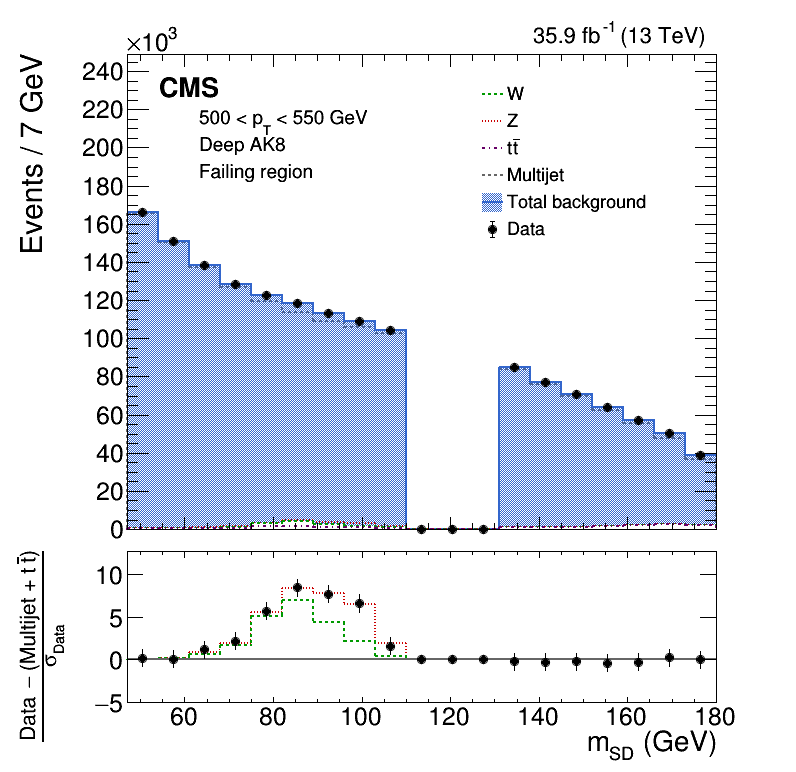 ×10³
35.9 fb⁻¹ (13 TeV)
CMS
500 < p_T < 550 GeV
Deep AK8
Failing region
W
Z
tt̄
Multijet
Total background
Data
Events / 7 GeV
240
220
200
180
160
140
120
100
80
60
40
20
0
Data − (Multijet + t t̄)
σ_Data
10
5
0
−5
60 80 100 120 140 160 180
m_SD (GeV)